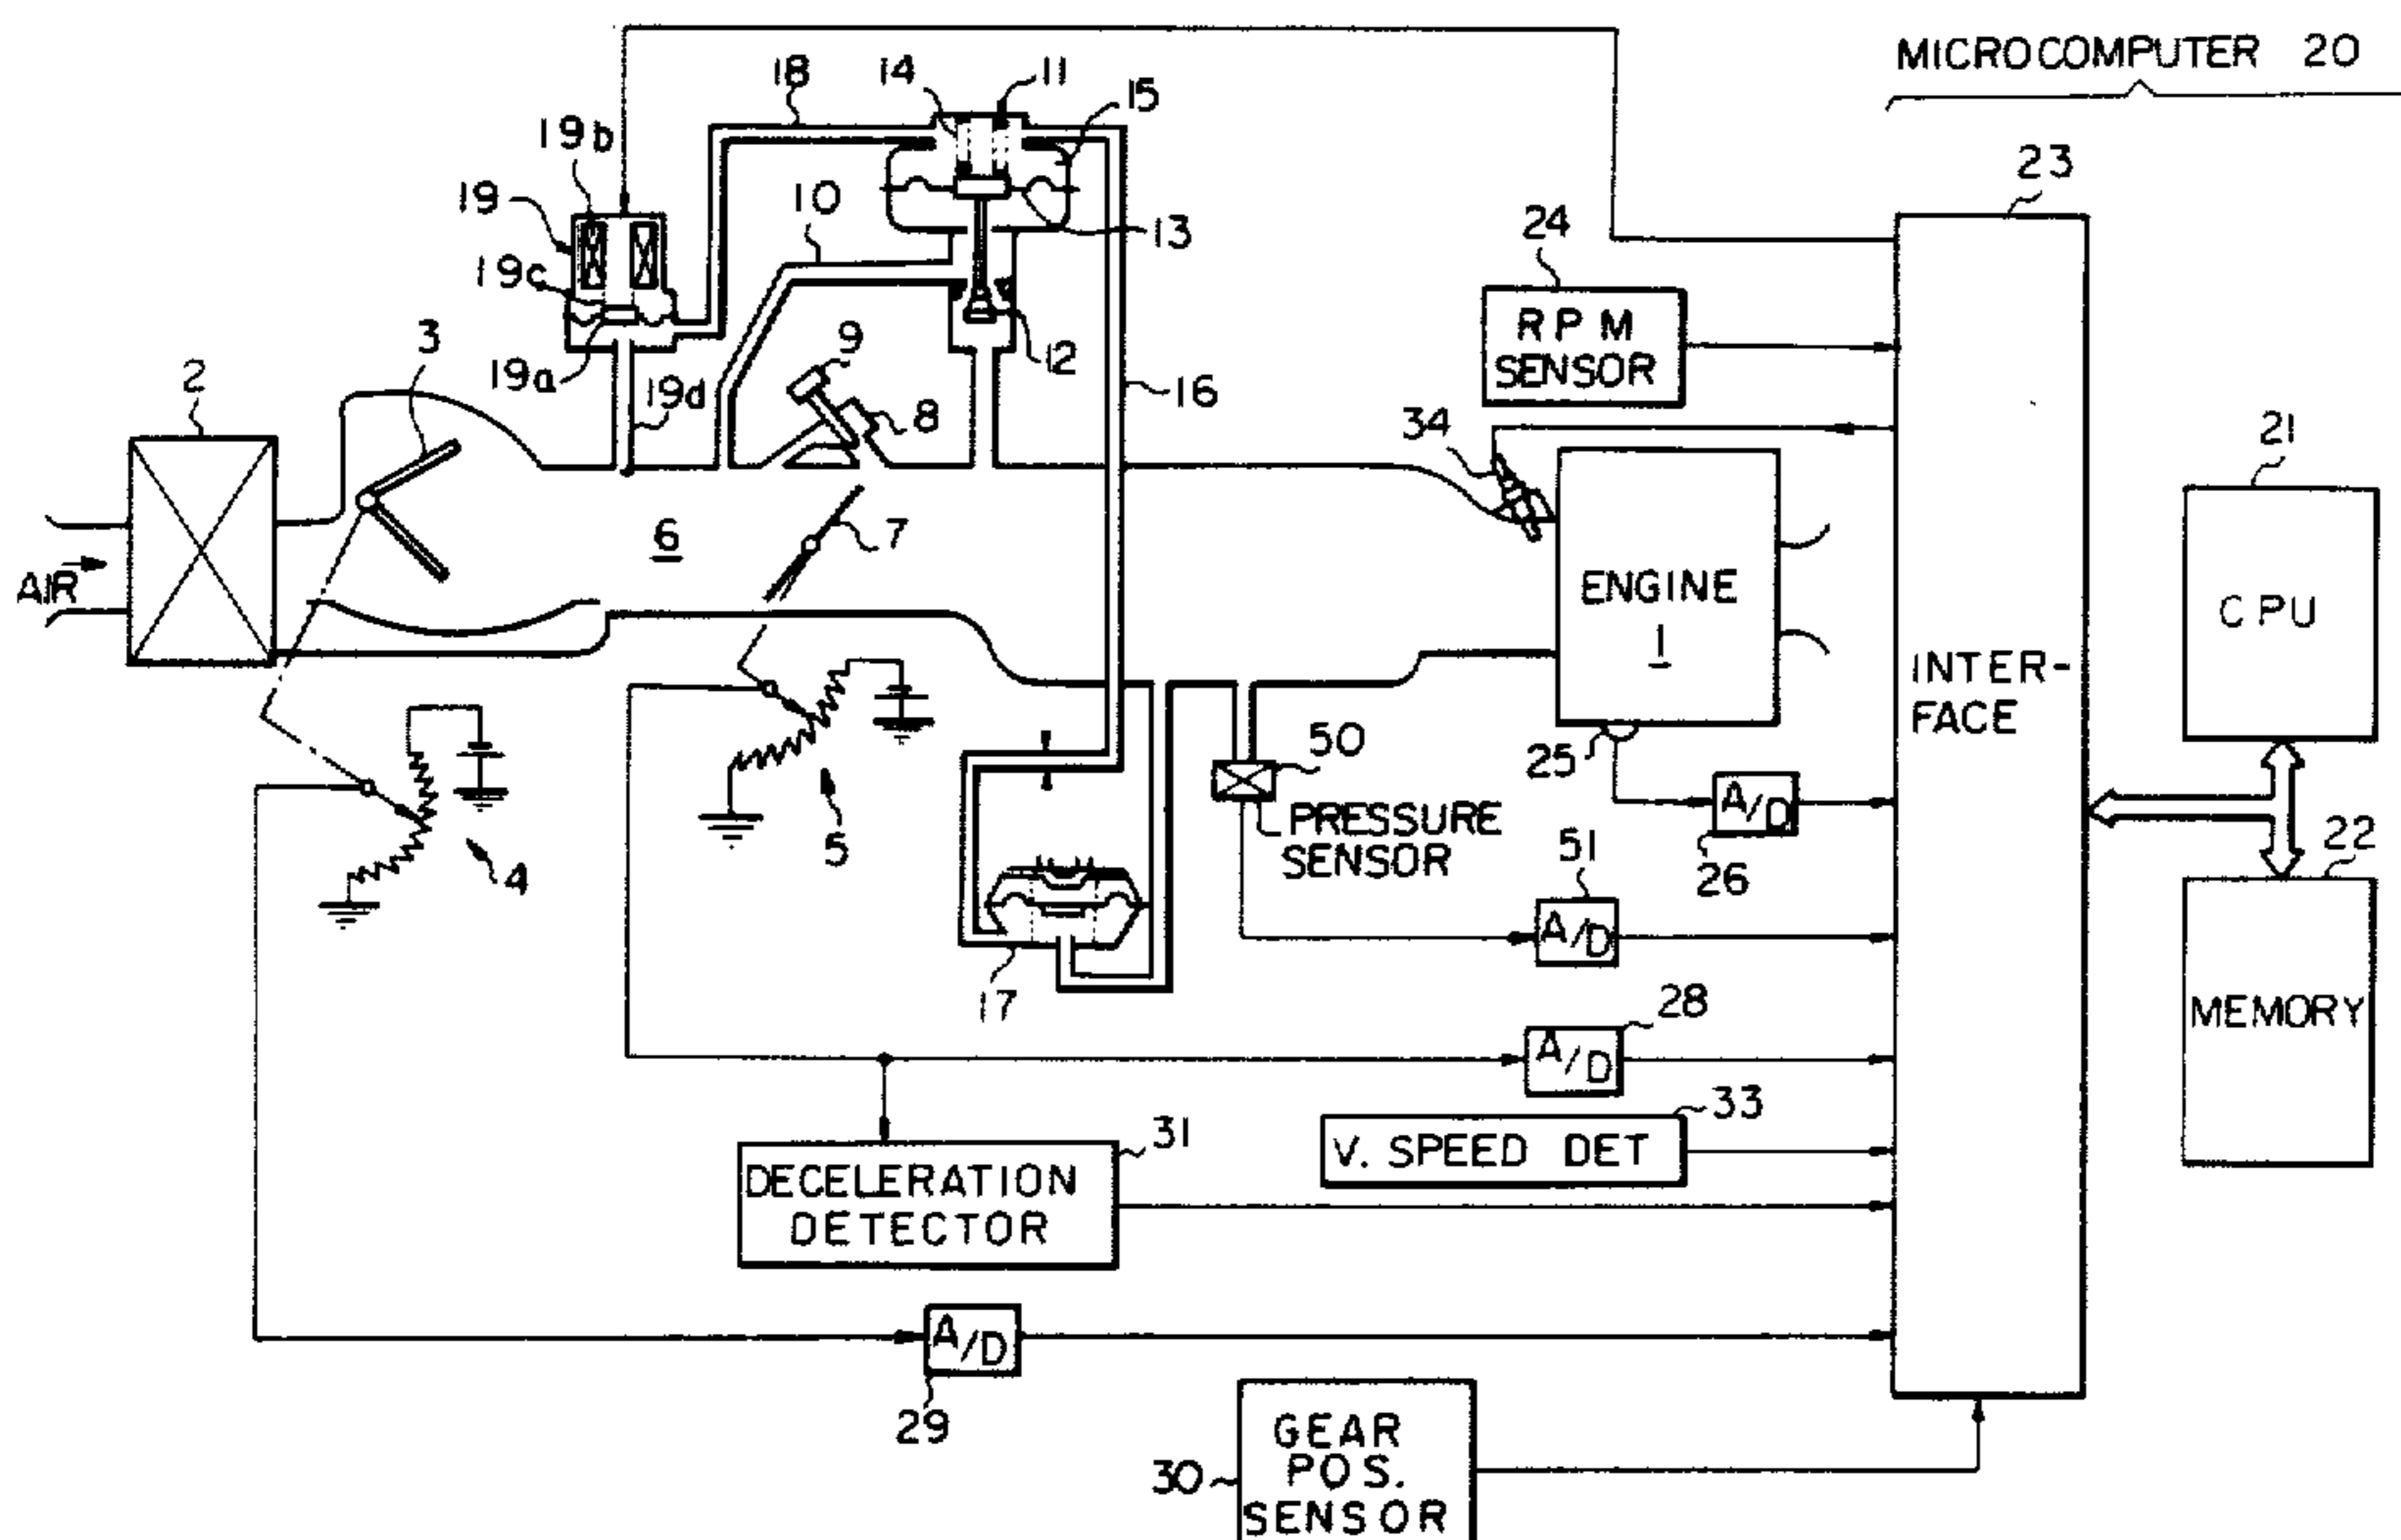 MICROCOMPUTER 20
18
14
11
15
19b
19
10
23
19c
13
24
RPM
SENSOR
3
9
12
2
19a
19d
8
16
34
21
6
7
AIR
ENGINE
1
CPU
INTER-
FACE
50
25
A/D
26
PRESSURE
SENSOR
5
4
51
22
A/D
17
MEMORY
28
A/D
33
V. SPEED DET
31
DECELERATION
DETECTOR
A/D
29
GEAR
POS.
SENSOR
30